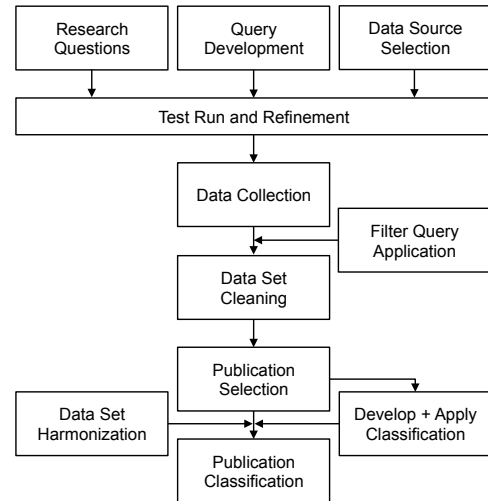 Research
Questions
Query
Development
Data Source
Selection
Test Run and Refinement
Data Collection
Filter Query
Application
Data Set
Cleaning
Publication
Selection
Data Set
Harmonization
Develop + Apply
Classification
Publication
Classification